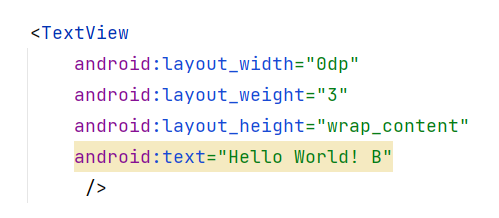 <TextView
android:layout_width="0dp"
android:layout_weight="3"
android:layout_height="wrap_content"
android:text="Hello World! B"
/>